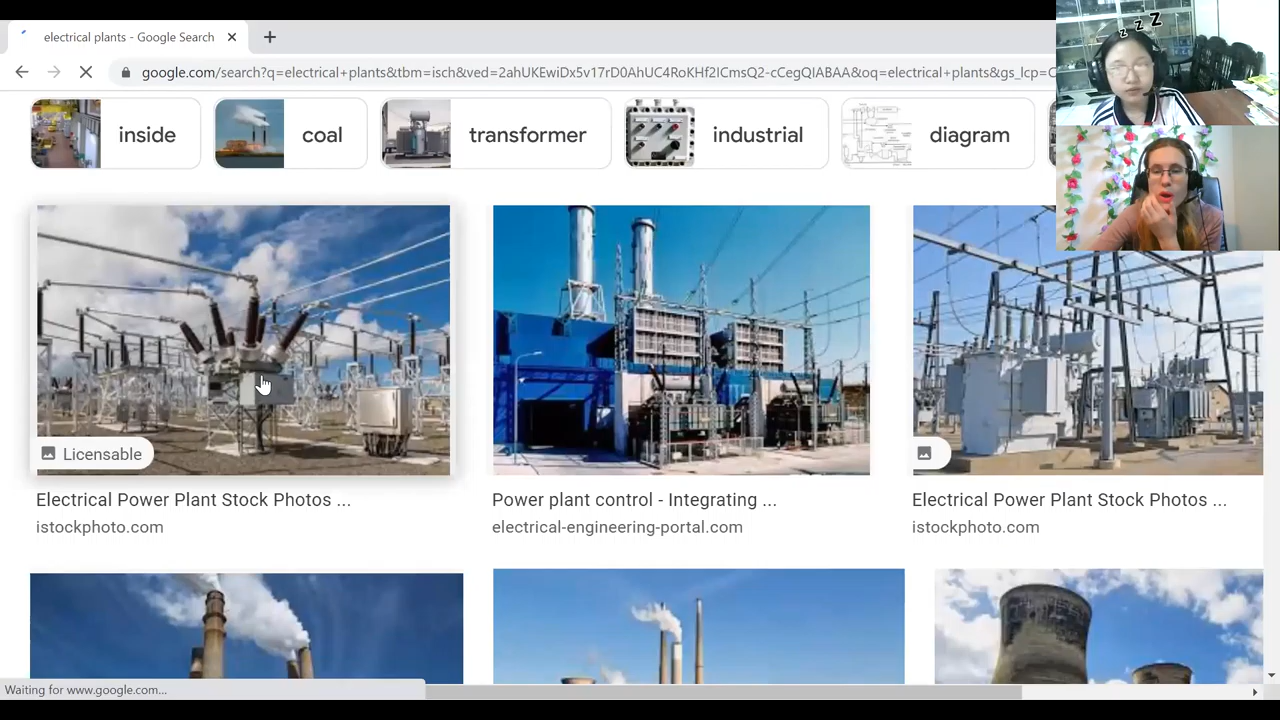 electrical plants - Google Search
google.com/search?q=electrical+plants&tbm=isch&ved=2ahUKEwiDx5v17rD0AhUC4RoKHf2ICmsQ2-cCegQIABAA&oq=electrical+plants&gs_lcp=C
z z Z
inside
coal
transformer
industrial
diagram
Licensable
Electrical Power Plant Stock Photos ...
istockphoto.com
Power plant control - Integrating ...
electrical-engineering-portal.com
Electrical Power Plant Stock Photos ...
istockphoto.com
Waiting for www.google.com...